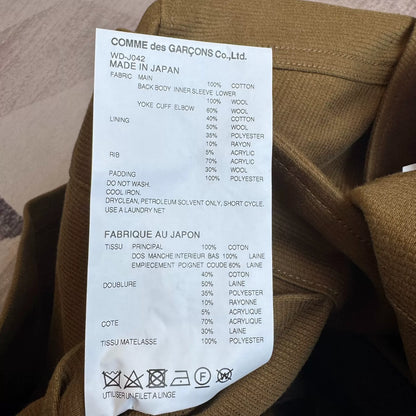 COMME des GARÇONS Co.,Ltd.
WD-J042
MADE IN JAPAN
FABRIC MAIN 100% COTTON
BACK BODY INNER SLEEVE LOWER
100% WOOL
YOKE CUFF ELBOW 60% WOOL
40% COTTON
LINING 50% WOOL
35% POLYESTER
10% RAYON
5% ACRYLIC
RIB 70% ACRYLIC
30% WOOL
PADDING 100% POLYESTER
DO NOT WASH.
COOL IRON.
DRYCLEAN, PETROLEUM SOLVENT ONLY, SHORT CYCLE.
USE A LAUNDRY NET
FABRIQUE AU JAPON
TISSU PRINCIPAL 100% COTON
DOS MANCHE INTERIEUR BAS 100% LAINE
EMPIECEMENT POIGNET COUDE 60% LAINE
40% COTON
DOUBLURE 50% LAINE
35% POLYESTER
10% RAYONNE
5% ACRYLIQUE
COTE 70% ACRYLIQUE
30% LAINE
TISSU MATELASSE 100% POLYESTER
F W
UTILISER UN FILET A LINGE